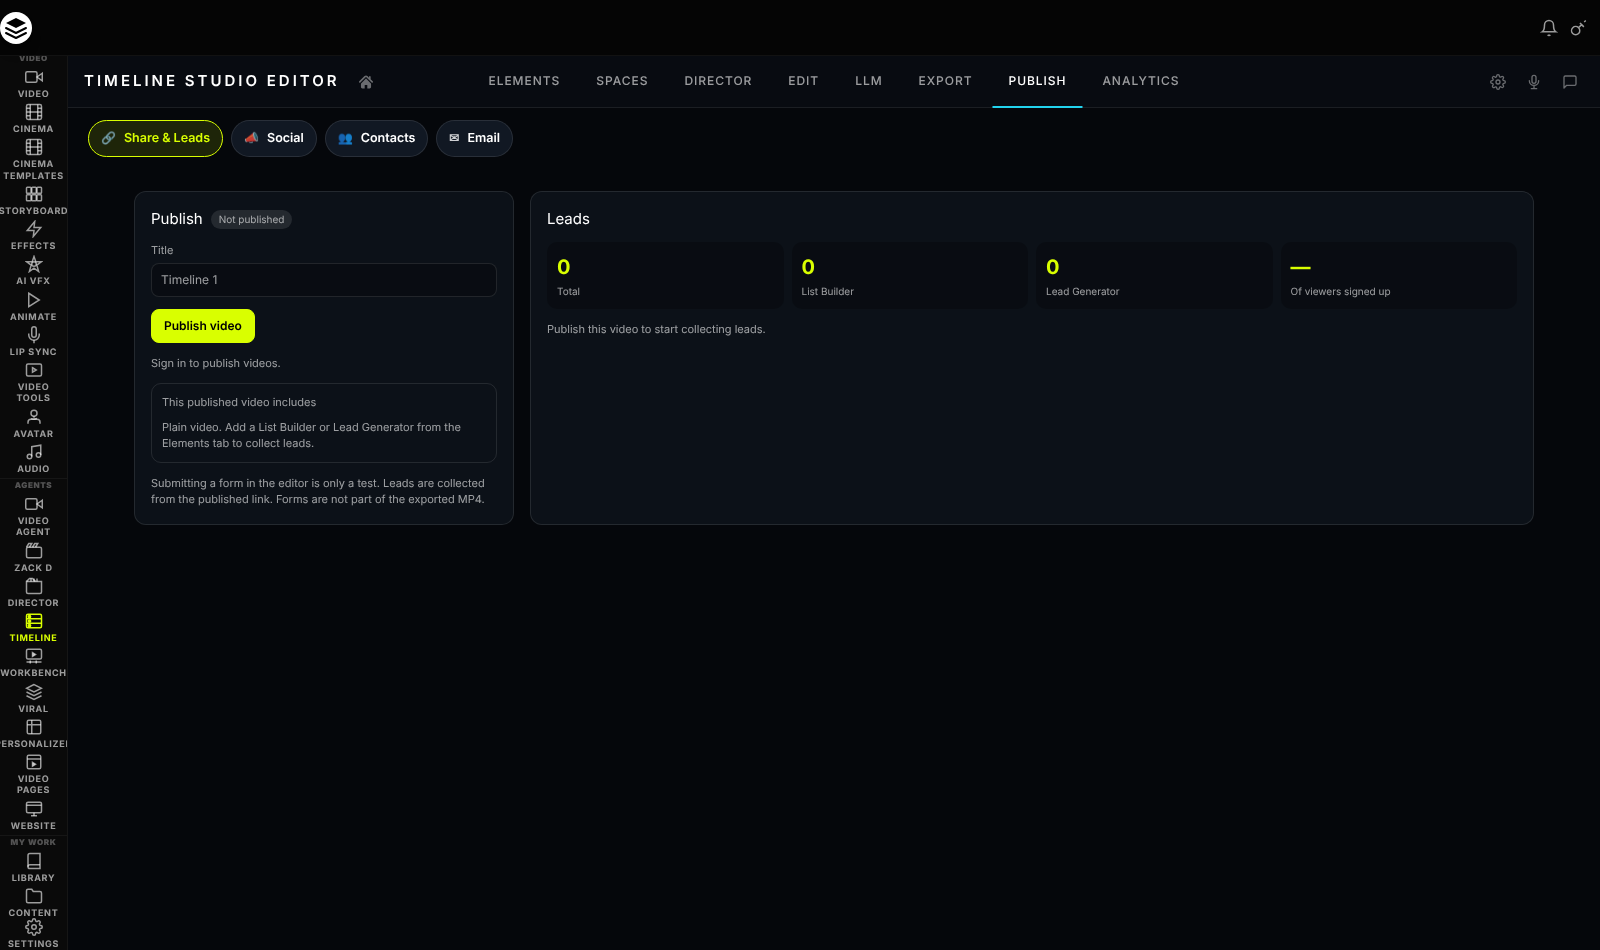 TIMELINE STUDIO EDITOR
ELEMENTS
SPACES
DIRECTOR
EDIT
LLM
EXPORT
PUBLISH
ANALYTICS
VIDEO
VIDEO
CINEMA
CINEMA
TEMPLATES
STORYBOARD
EFFECTS
AI VFX
ANIMATE
LIP SYNC
VIDEO
TOOLS
AVATAR
AUDIO
AGENTS
VIDEO
AGENT
ZACK D
DIRECTOR
TIMELINE
WORKBENCH
VIRAL
PERSONALIZE
VIDEO
PAGES
WEBSITE
MY WORK
LIBRARY
CONTENT
SETTINGS
Share & Leads
Social
Contacts
Email
Publish
Not published
Title
Timeline 1
Publish video
Sign in to publish videos.
This published video includes
Plain video. Add a List Builder or Lead Generator from the
Elements tab to collect leads.
Submitting a form in the editor is only a test. Leads are collected
from the published link. Forms are not part of the exported MP4.
Leads
0
Total
0
List Builder
0
Lead Generator
—
Of viewers signed up
Publish this video to start collecting leads.